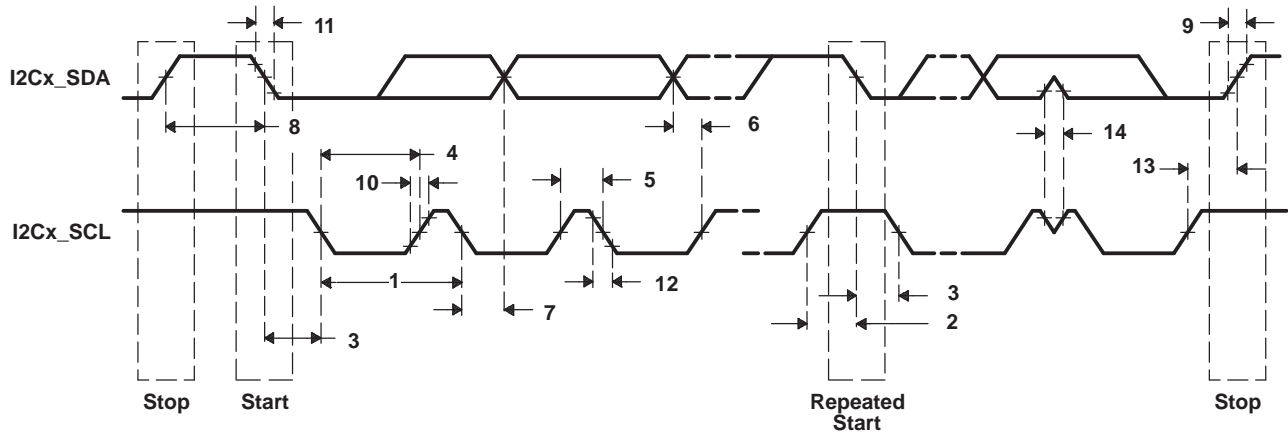 11
9
I2Cx_SDA
8
6
14
4
13
10
5
I2Cx_SCL
1
12
7
3
3
2
Stop
Start
Repeated
Start
Stop